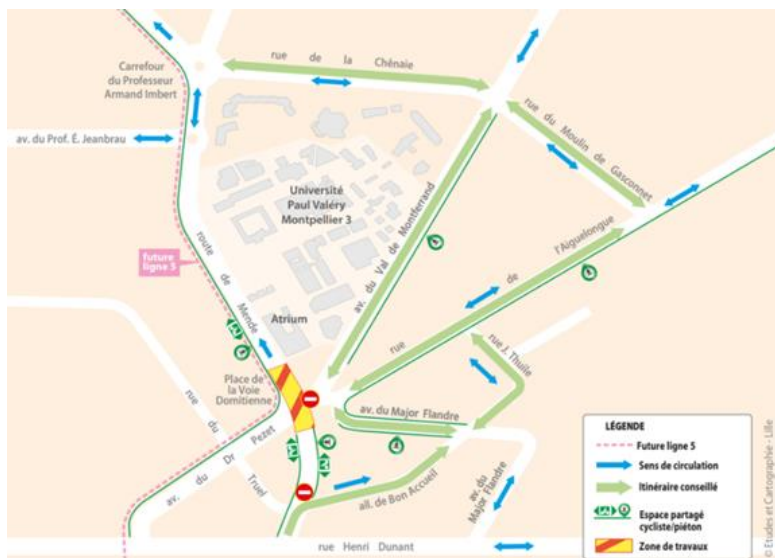 rue de la Chênaie
Carrefour
du Professeur
Armand Imbert
av. du Prof. É. Jeanbrau
rue du Moulin de Gasconnet
Université
Paul Valéry
Montpellier 3
av. du Val de Montferrand
future
ligne 5
route de Mende
rue de l'Aiguelongue
Atrium
rue J. Thuile
Place de
la Voie
Domitienne
av. du Major Flandre
rue du Truel
av. du Dr Pezet
all. de Bon Accueil
av. du
Major Flandre
rue Henri Dunant
LÉGENDE
Future ligne 5
Sens de circulation
Itinéraire conseillé
Espace partagé
cycliste/piéton
Zone de travaux
Etudes et Cartographie - Lille